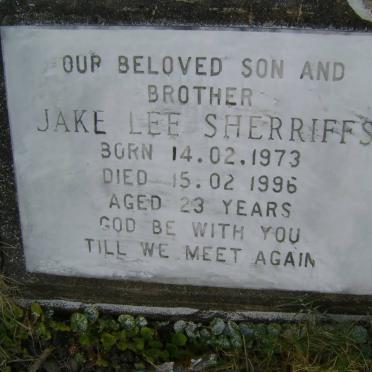 OUR BELOVED SON AND
BROTHER
JAKE LEE SHERRIFFS
BORN 14.02.1973
DIED 15.02 1996
AGED 23 YEARS
GOD BE WITH YOU
TILL WE MEET AGAIN